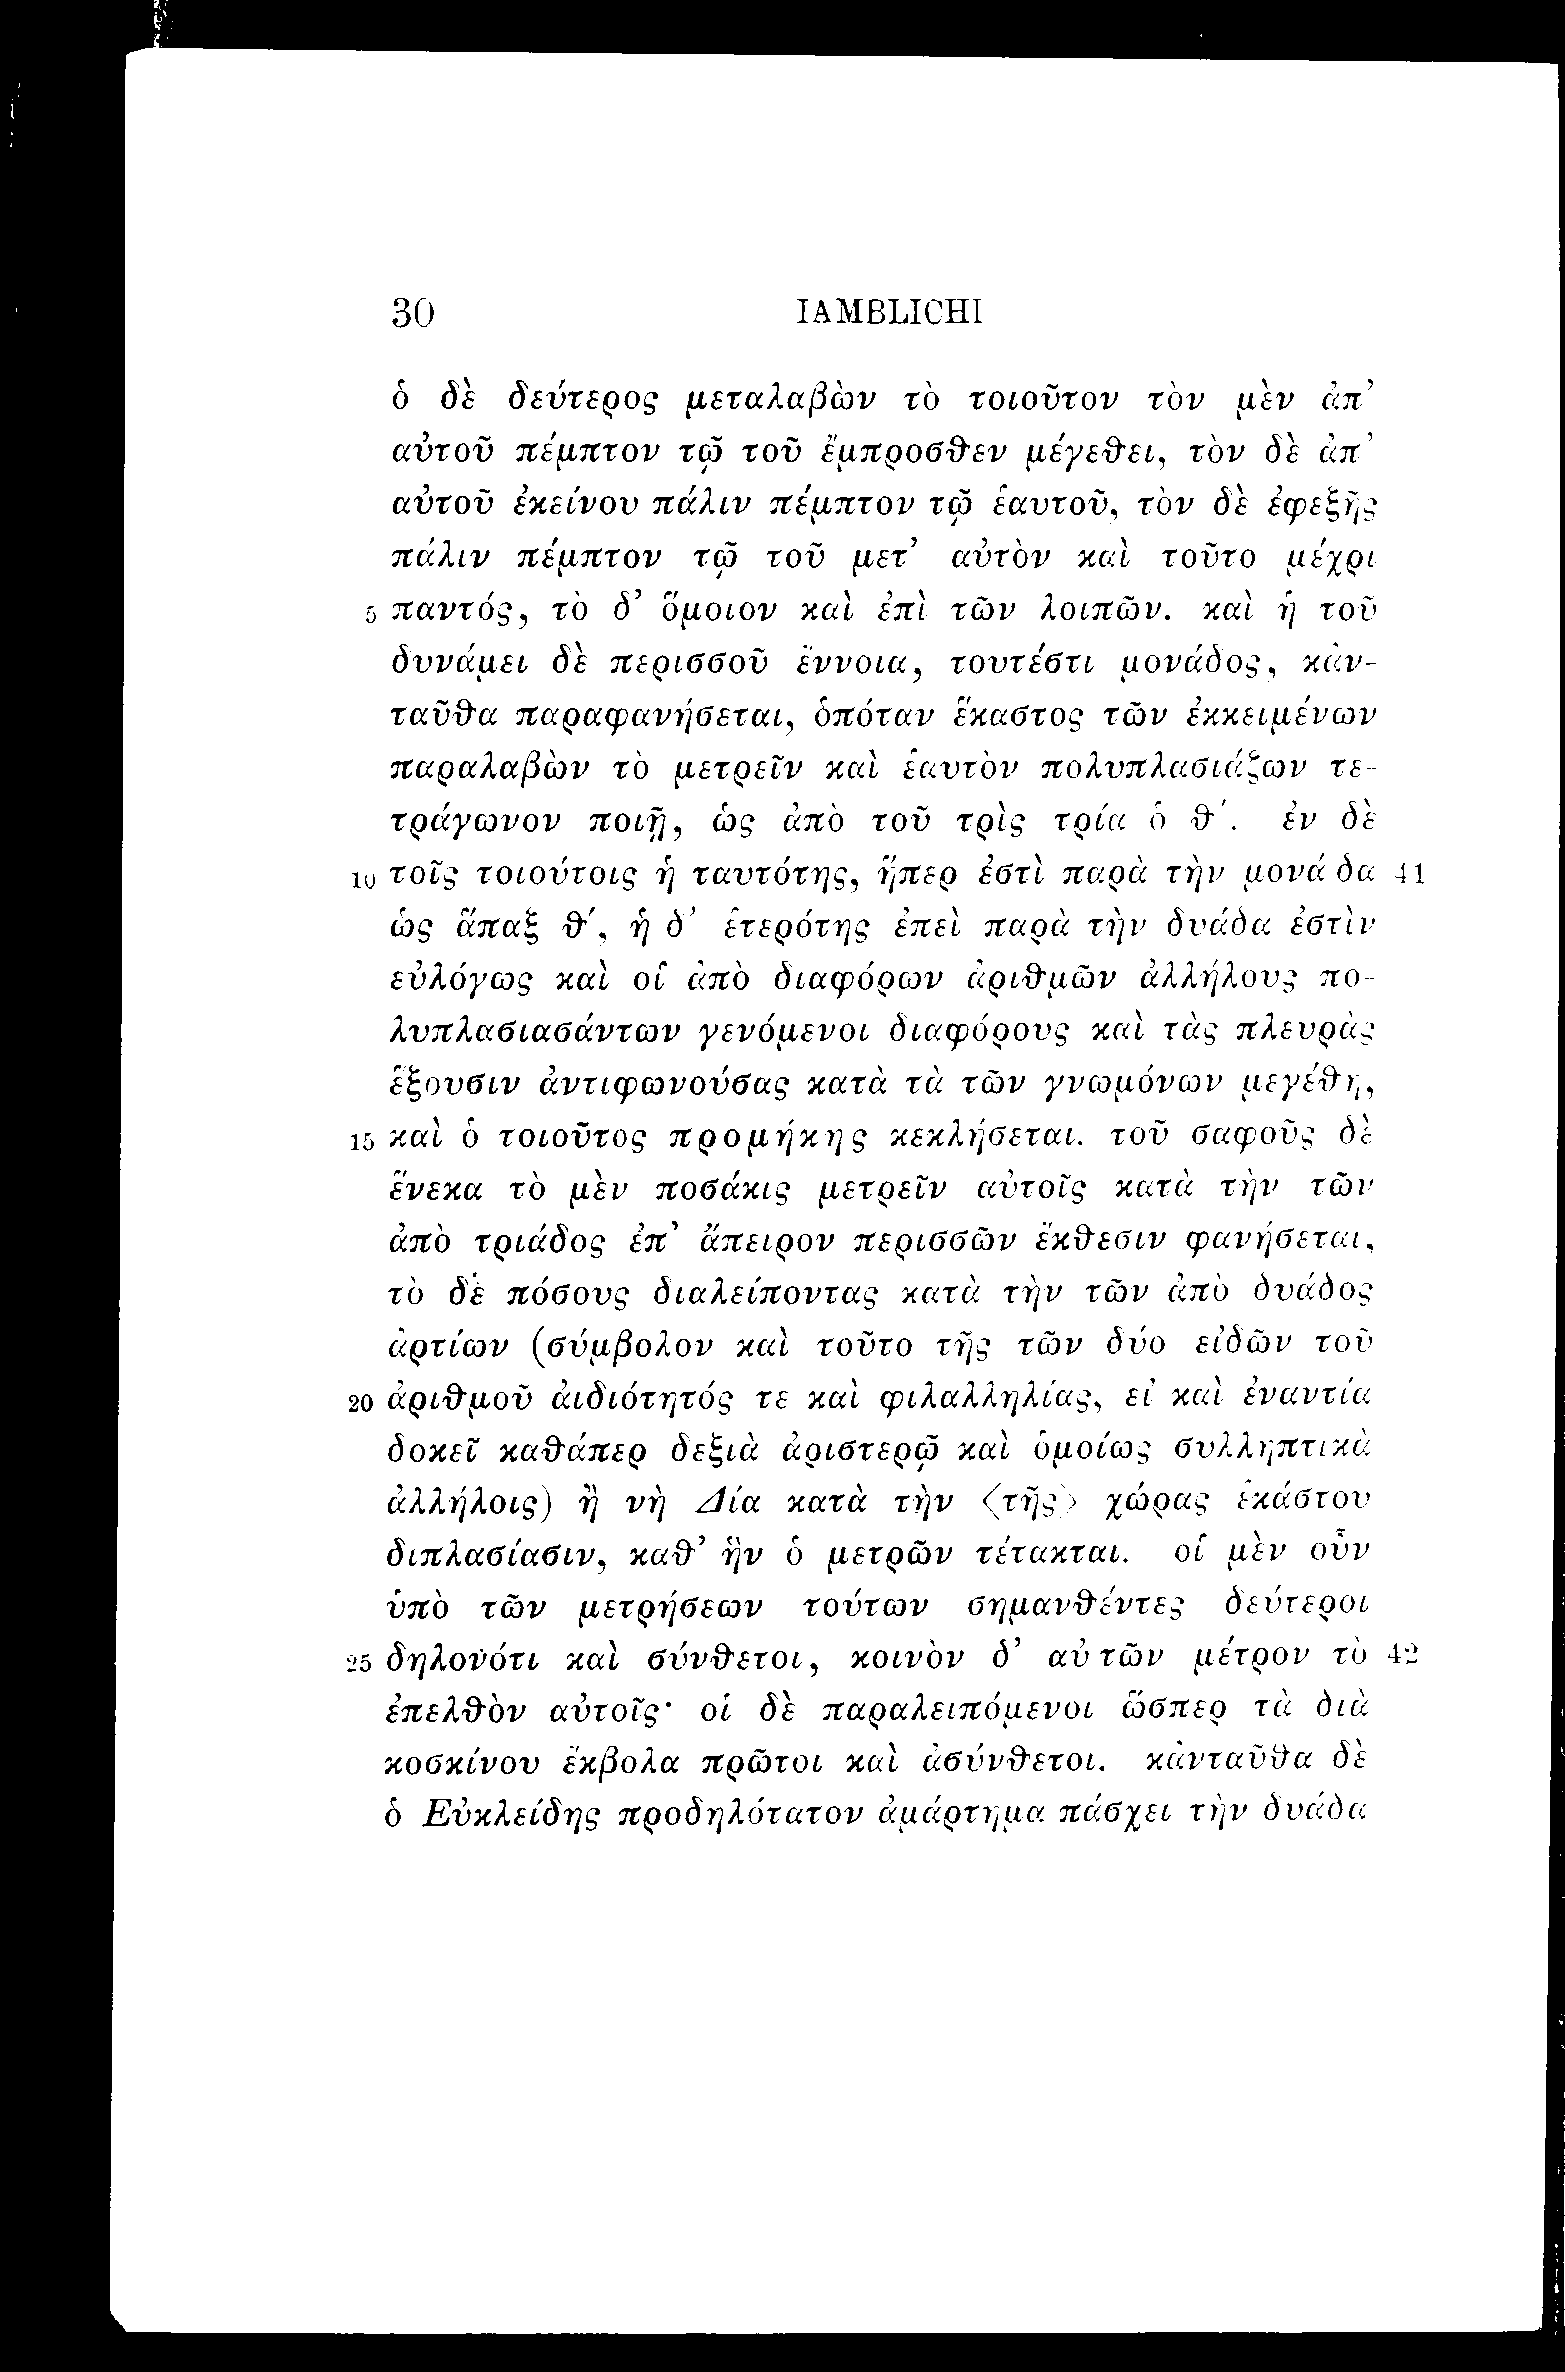 30 IAMBLICHI
ὁ δὲ δεύτερος μεταλαβὼν τὸ τοιοῦτον τὸν μὲν ἀπ’
αὐτοῦ πέμπτον τῷ τοῦ ἔμπροσθεν μέγεθει, τὸν δὲ ἀπ’
αὐτοῦ ἐκείνου πάλιν πέμπτον τῷ ἑαυτοῦ, τὸν δὲ ἐφεξῆς
πάλιν πέμπτον τῷ τοῦ μετ’ αὐτὸν καὶ τοῦτο μέχρι
5 παντός, τὸ δ’ ὅμοιον καὶ ἐπὶ τῶν λοιπῶν. καὶ ἡ τοῦ
δυνάμει δὲ περισσοῦ ἔννοια, τουτέστι μονάδος, κἀν-
ταῦθα παραφανήσεται, ὁπόταν ἕκαστος τῶν ἐκκειμένων
παραλαβὼν τὸ μετρεῖν καὶ ἑαυτὸν πολυπλασιάζων τε-
τράγωνον ποιῇ, ὡς ἀπὸ τοῦ τρὶς τρία ὁ θ΄. ἐν δὲ
10 τοῖς τοιούτοις ἡ ταυτότης, ἥπερ ἐστὶ παρὰ τὴν μονάδα 41
ὡς ἅπαξ θ΄, ἡ δ’ ἑτερότης ἐπεὶ παρὰ τὴν δυάδα ἐστὶν
εὐλόγως καὶ οἱ ἀπὸ διαφόρων ἀριθμῶν ἀλλήλους πο-
λυπλασιασάντων γενόμενοι διαφόρους καὶ τὰς πλευρὰς
ἕξουσιν ἀντιφωνούσας κατὰ τὰ τῶν γνωμόνων μεγέθη,
15 καὶ ὁ τοιοῦτος προμήκης κεκλήσεται. τοῦ σαφοῦς δὲ
ἕνεκα τὸ μὲν ποσάκις μετρεῖν αὐτοῖς κατὰ τὴν τῶν
ἀπὸ τριάδος ἐπ’ ἄπειρον περισσῶν ἔκθεσιν φανήσεται,
τὸ δὲ πόσους διαλείποντας κατὰ τὴν τῶν ἀπὸ δυάδος
ἀρτίων (σύμβολον καὶ τοῦτο τῆς τῶν δύο εἰδῶν τοῦ
20 ἀριθμοῦ ἀιδιότητός τε καὶ φιλαλληλίας, εἰ καὶ ἐναντία
δοκεῖ καθάπερ δεξιὰ ἀριστερῷ καὶ ὁμοίως συλληπτικὰ
ἀλλήλοις) ἢ νὴ Δία κατὰ τὴν ⟨τῆς⟩ χώρας ἑκάστου
διπλασίασιν, καθ’ ἣν ὁ μετρῶν τέτακται. οἱ μὲν οὖν
ὑπὸ τῶν μετρήσεων τούτων σημανθέντες δεύτεροι
25 δηλονότι καὶ σύνθετοι, κοινὸν δ’ αὐτῶν μέτρον τὸ 42
ἐπελθὸν αὐτοῖς· οἱ δὲ παραλειπόμενοι ὥσπερ τὰ διὰ
κοσκίνου ἔκβολα πρῶτοι καὶ ἀσύνθετοι. κἀνταῦθα δὲ
ὁ Εὐκλείδης προδηλότατον ἁμάρτημα πάσχει τὴν δυάδα